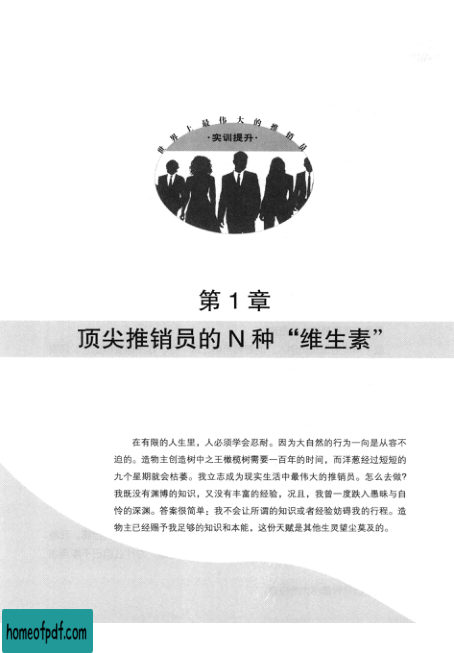 世界上最伟大的推销员
·实训提升·
第1章
顶尖推销员的N种“维生素”
在有限的人生里，人必须学会忍耐。因为大自然的行为一向是从容不
迫的。造物主创造树中之王橄榄树需要一百年的时间，而洋葱经过短短的
九个星期就会枯萎。我立志成为现实生活中最伟大的推销员。怎么去做？
我既没有渊博的知识，又没有丰富的经验，况且，我曾一度跌入愚昧与自
怜的深渊。答案很简单：我不会让所谓的知识或者经验妨碍我的行程。造
物主已经赐予我足够的知识和本能，这份天赋是其他生灵望尘莫及的。
homeofpdf.com